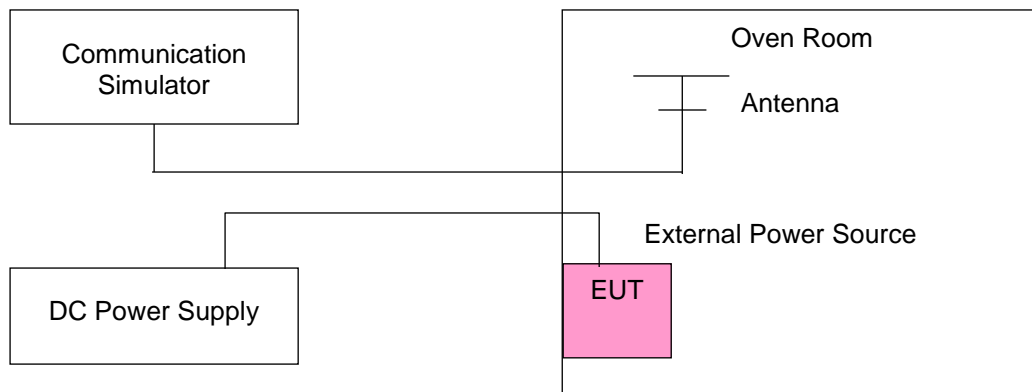 Communication
Simulator
Oven Room
Antenna
External Power Source
DC Power Supply
EUT